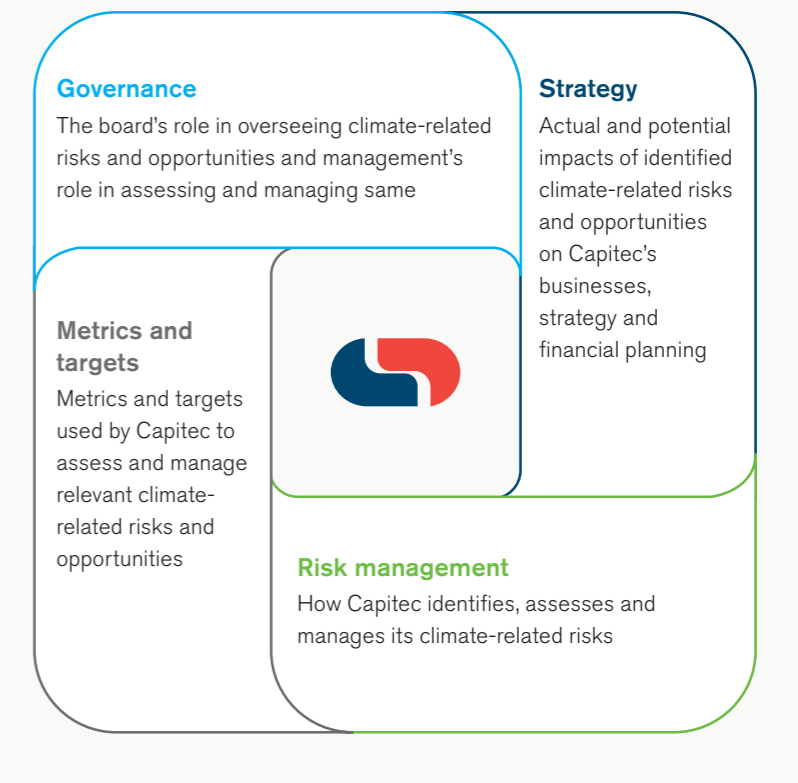 Governance
The board’s role in overseeing climate-related
risks and opportunities and management’s
role in assessing and managing same
Strategy
Actual and potential
impacts of identified
climate-related risks
and opportunities
on Capitec’s
businesses,
strategy and
financial planning
Metrics and
targets
Metrics and targets
used by Capitec to
assess and manage
relevant climate-
related risks and
opportunities
Risk management
How Capitec identifies, assesses and
manages its climate-related risks